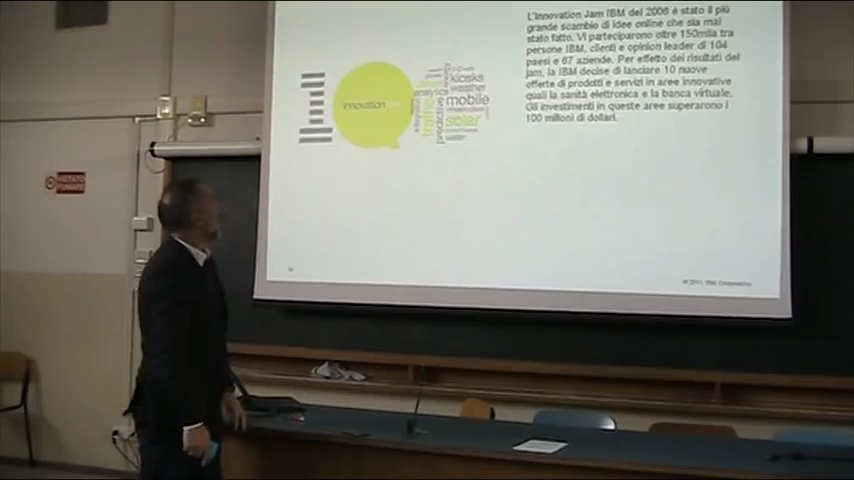 L'Innovation Jam IBM del 2006 è stato il più
grande scambio di idee online che sia mai
stato fatto. Vi parteciparono oltre 150mila tra
persone IBM, clienti e opinion leader di 104
paesi e 67 aziende. Per effetto dei risultati del
jam, la IBM decise di lanciare 10 nuove
offerte di prodotti e servizi in aree innovative
quali la sanità elettronica e la banca virtuale.
Gli investimenti in queste aree superarono i
100 milioni di dollari.
innovation
kiosks
weather
analytics
mobile
traffic
predictive
solar
water
VIETATO
FUMARE
© 2011 IBM Corporation